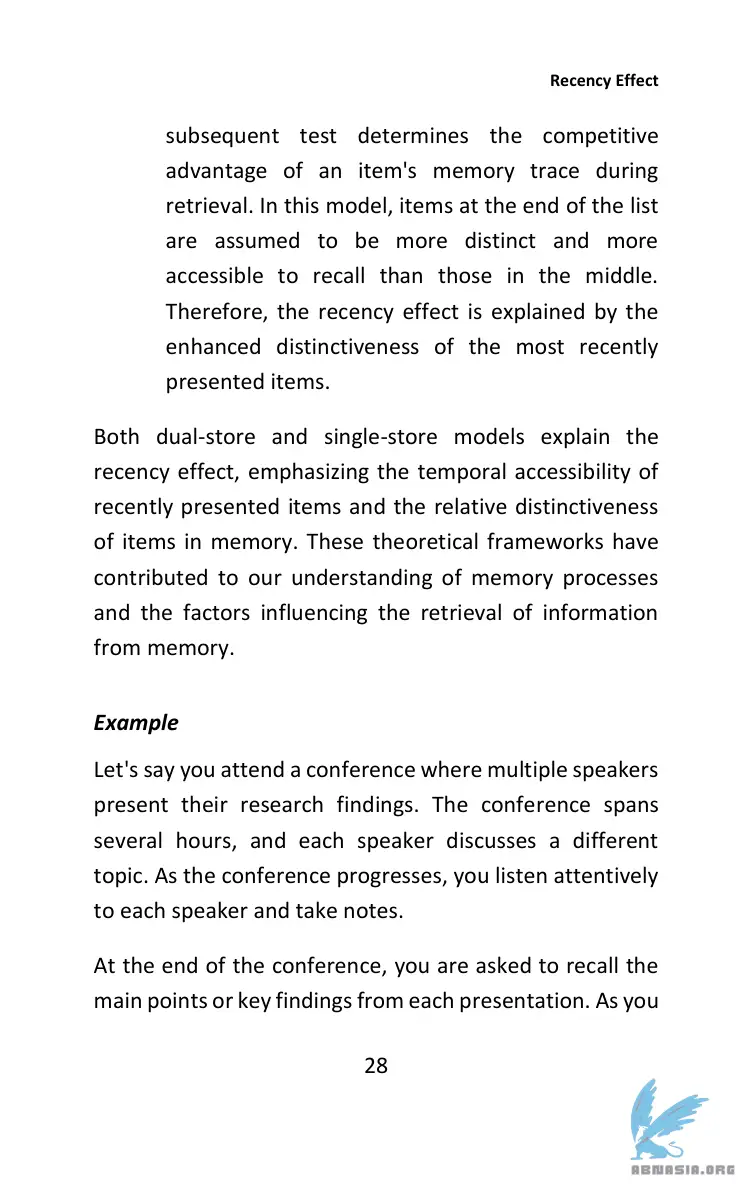 Recency Effect
subsequent test determines the competitive
advantage of an item's memory trace during
retrieval. In this model, items at the end of the list
are assumed to be more distinct and more
accessible to recall than those in the middle.
Therefore, the recency effect is explained by the
enhanced distinctiveness of the most recently
presented items.
Both dual-store and single-store models explain the
recency effect, emphasizing the temporal accessibility of
recently presented items and the relative distinctiveness
of items in memory. These theoretical frameworks have
contributed to our understanding of memory processes
and the factors influencing the retrieval of information
from memory.
Example
Let's say you attend a conference where multiple speakers
present their research findings. The conference spans
several hours, and each speaker discusses a different
topic. As the conference progresses, you listen attentively
to each speaker and take notes.
At the end of the conference, you are asked to recall the
main points or key findings from each presentation. As you
28
ABNASIA.ORG